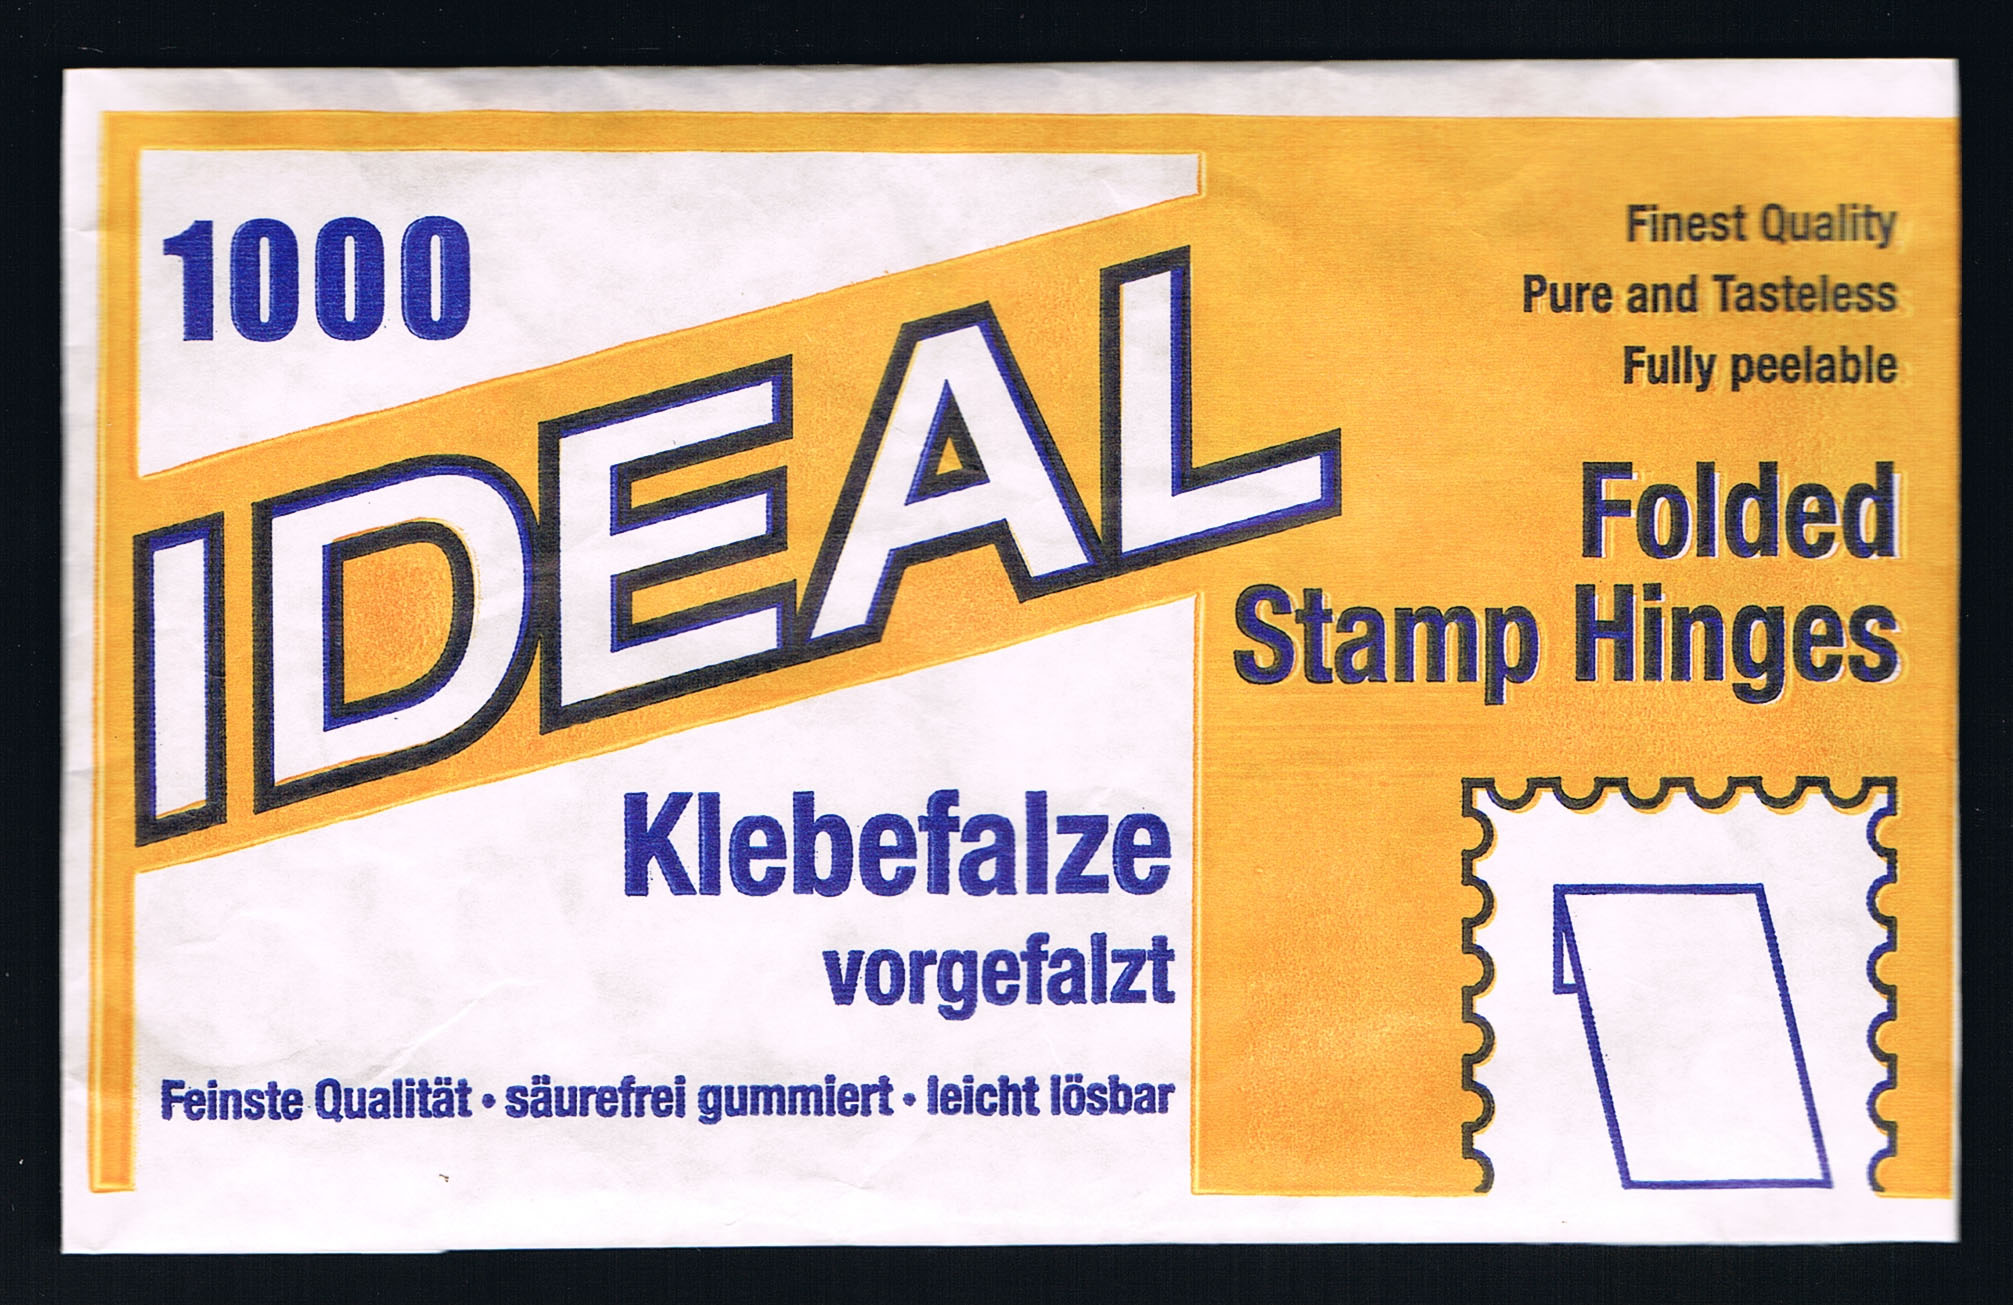 1000
IDEAL
Klebefalze
vorgefalzt
Feinste Qualität • säurefrei gummiert • leicht lösbar
Finest Quality
Pure and Tasteless
Fully peelable
Folded
Stamp Hinges